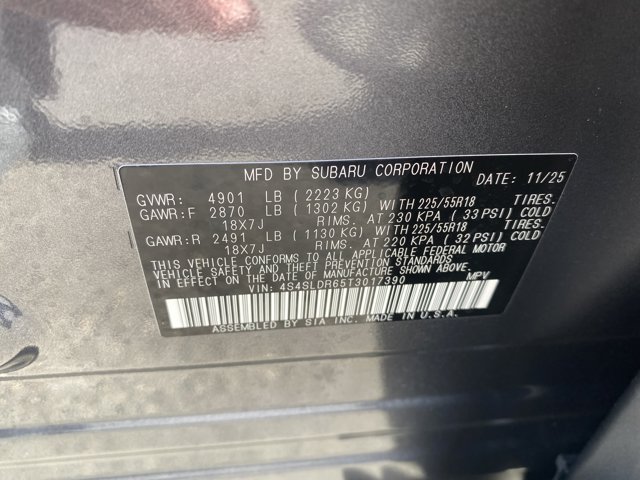 MFD BY SUBARU CORPORATION DATE: 11/25
GVWR: 4901 LB ( 2223 KG)
GAWR:F 2870 LB ( 1302 KG) WITH 225/55R18 TIRES.
18X7J RIMS. AT 230 KPA ( 33 PSI) COLD
GAWR:R 2491 LB ( 1130 KG) WITH 225/55R18 TIRES.
18X7J RIMS. AT 220 KPA ( 32 PSI) COLD
THIS VEHICLE CONFORMS TO ALL APPLICABLE FEDERAL MOTOR
VEHICLE SAFETY AND THEFT PREVENTION STANDARDS
IN EFFECT ON THE DATE OF MANUFACTURE SHOWN ABOVE.
VIN: 4S4SLDR65T3017390 MPV
ASSEMBLED BY SIA INC. MADE IN U.S.A.